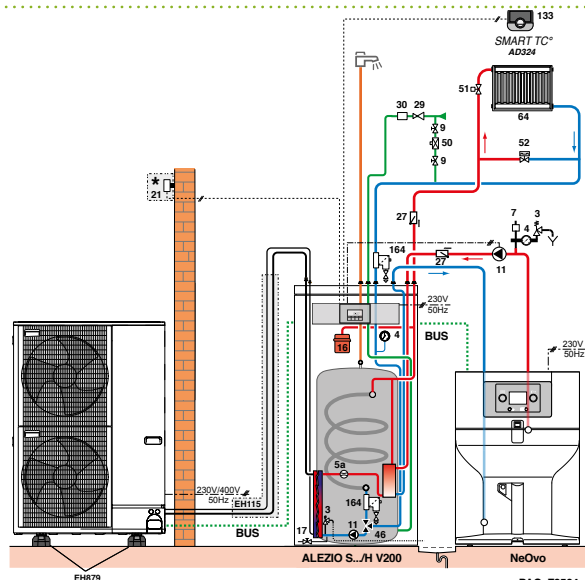 133
SMART TC°
AD324
51
64
30 29
9
50
9
52
*
21
27
164
7
4
3
27
11
230V
50Hz
4
16
BUS
230V
50Hz
5a
164
230V/400V
50Hz
EH115
3
17
11
46
BUS
ALEZIO S.../H V200
NeOvo
EH879